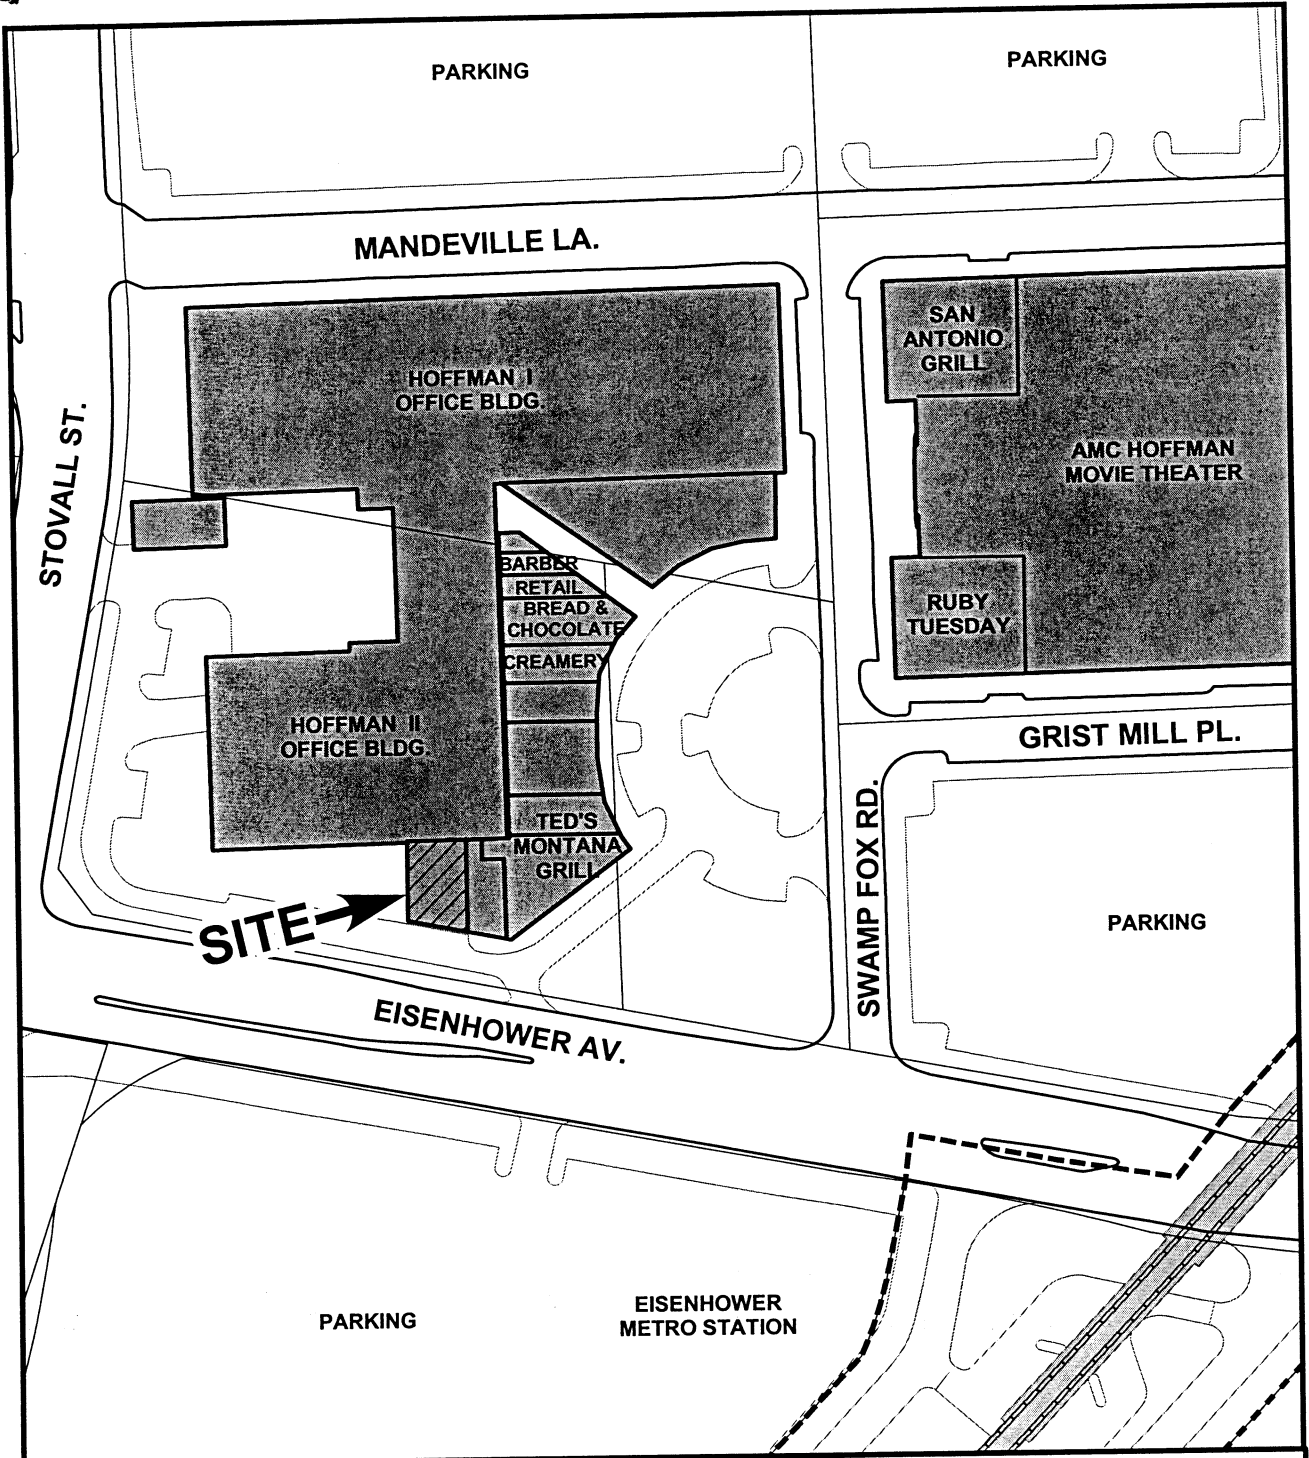 PARKING
PARKING
MANDEVILLE LA.
SAN
ANTONIO
GRILL
HOFFMAN I
OFFICE BLDG.
AMC HOFFMAN
MOVIE THEATER
STOVALL ST.
BARBER
RETAIL
BREAD &
CHOCOLATE
CREAMERY
RUBY
TUESDAY
HOFFMAN II
OFFICE BLDG.
GRIST MILL PL.
TED'S
MONTANA
GRILL
SWAMP FOX RD.
SITE
PARKING
EISENHOWER AV.
PARKING
EISENHOWER
METRO STATION